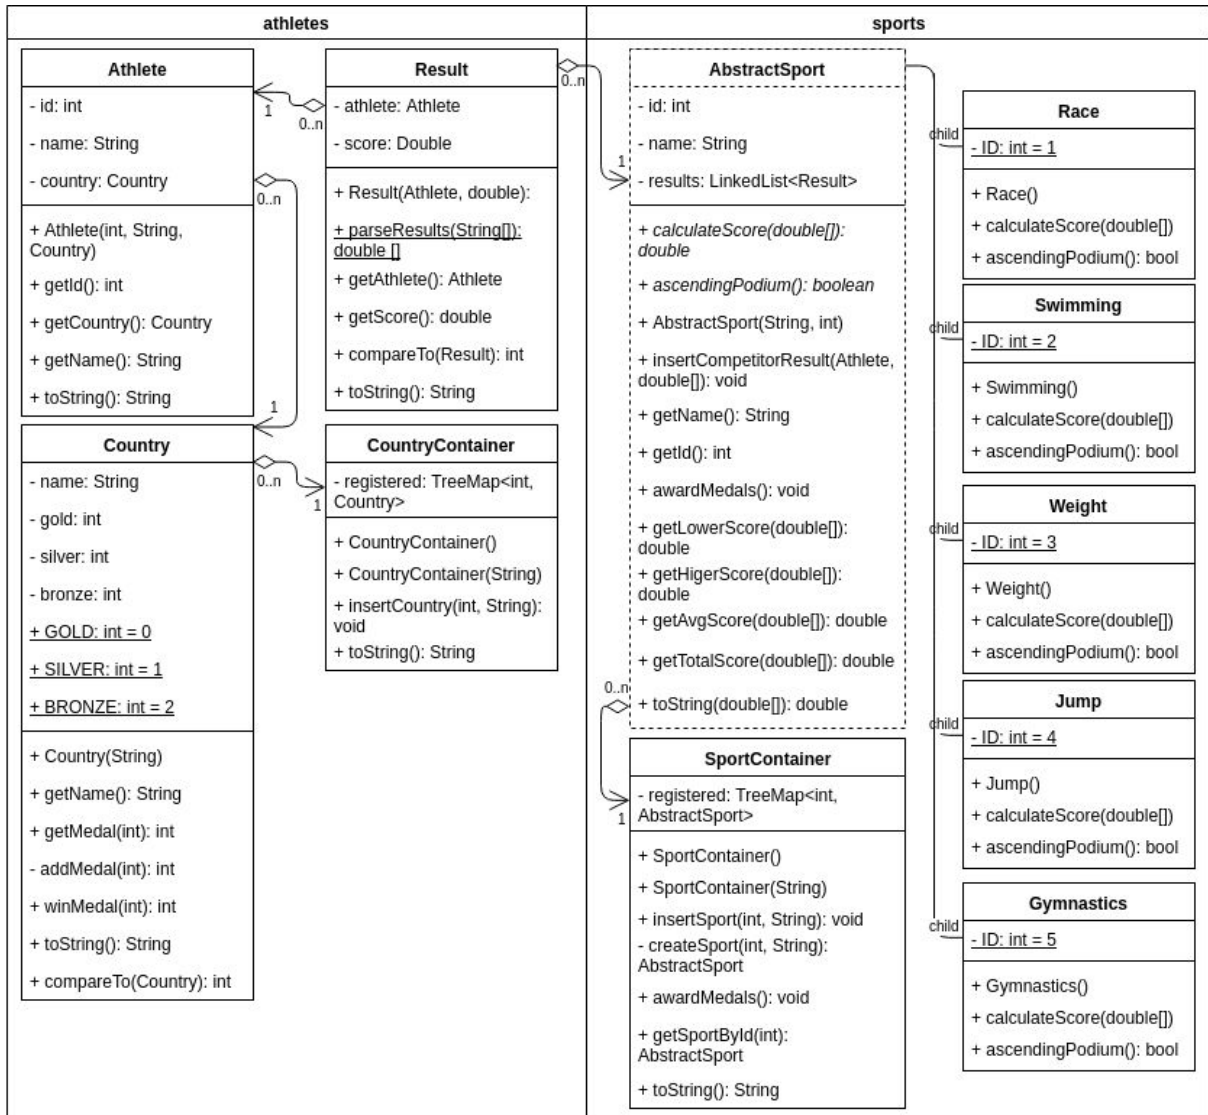 athletes
sports
Athlete
- id: int
- name: String
- country: Country
+ Athlete(int, String,
Country)
+ getId(): int
+ getCountry(): Country
+ getName(): String
+ toString(): String
1
0..n
0..n
1
Result
- athlete: Athlete
- score: Double
+ Result(Athlete, double):
+ parseResults(String[]):
double []
+ getAthlete(): Athlete
+ getScore(): double
+ compareTo(Result): int
+ toString(): String
0..n
1
Country
- name: String
- gold: int
- silver: int
- bronze: int
+ GOLD: int = 0
+ SILVER: int = 1
+ BRONZE: int = 2
+ Country(String)
+ getName(): String
+ getMedal(int): int
- addMedal(int): int
+ winMedal(int): int
+ toString(): String
+ compareTo(Country): int
0..n
1
CountryContainer
- registered: TreeMap<int,
Country>
+ CountryContainer()
+ CountryContainer(String)
+ insertCountry(int, String):
void
+ toString(): String
AbstractSport
- id: int
- name: String
- results: LinkedList<Result>
+ calculateScore(double[]):
double
+ ascendingPodium(): boolean
+ AbstractSport(String, int)
+ insertCompetitorResult(Athlete,
double[]): void
+ getName(): String
+ getId(): int
+ awardMedals(): void
+ getLowerScore(double[]):
double
+ getHigerScore(double[]):
double
+ getAvgScore(double[]): double
+ getTotalScore(double[]): double
+ toString(double[]): double
0..n
1
SportContainer
- registered: TreeMap<int,
AbstractSport>
+ SportContainer()
+ SportContainer(String)
+ insertSport(int, String): void
- createSport(int, String):
AbstractSport
+ awardMedals(): void
+ getSportById(int):
AbstractSport
+ toString(): String
child
Race
- ID: int = 1
+ Race()
+ calculateScore(double[])
+ ascendingPodium(): bool
child
Swimming
- ID: int = 2
+ Swimming()
+ calculateScore(double[])
+ ascendingPodium(): bool
child
Weight
- ID: int = 3
+ Weight()
+ calculateScore(double[])
+ ascendingPodium(): bool
child
Jump
- ID: int = 4
+ Jump()
+ calculateScore(double[])
+ ascendingPodium(): bool
child
Gymnastics
- ID: int = 5
+ Gymnastics()
+ calculateScore(double[])
+ ascendingPodium(): bool